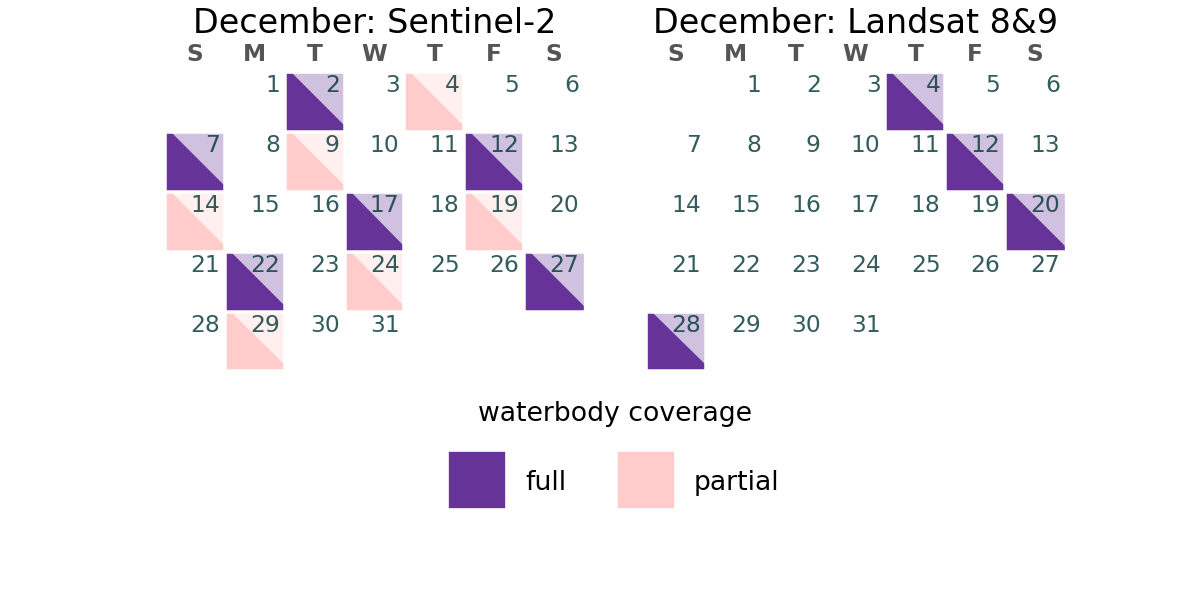 December: Sentinel-2
S M T W T F S
1 2 3 4 5 6
7 8 9 10 11 12 13
14 15 16 17 18 19 20
21 22 23 24 25 26 27
28 29 30 31
December: Landsat 8&9
S M T W T F S
1 2 3 4 5 6
7 8 9 10 11 12 13
14 15 16 17 18 19 20
21 22 23 24 25 26 27
28 29 30 31
waterbody coverage
full partial